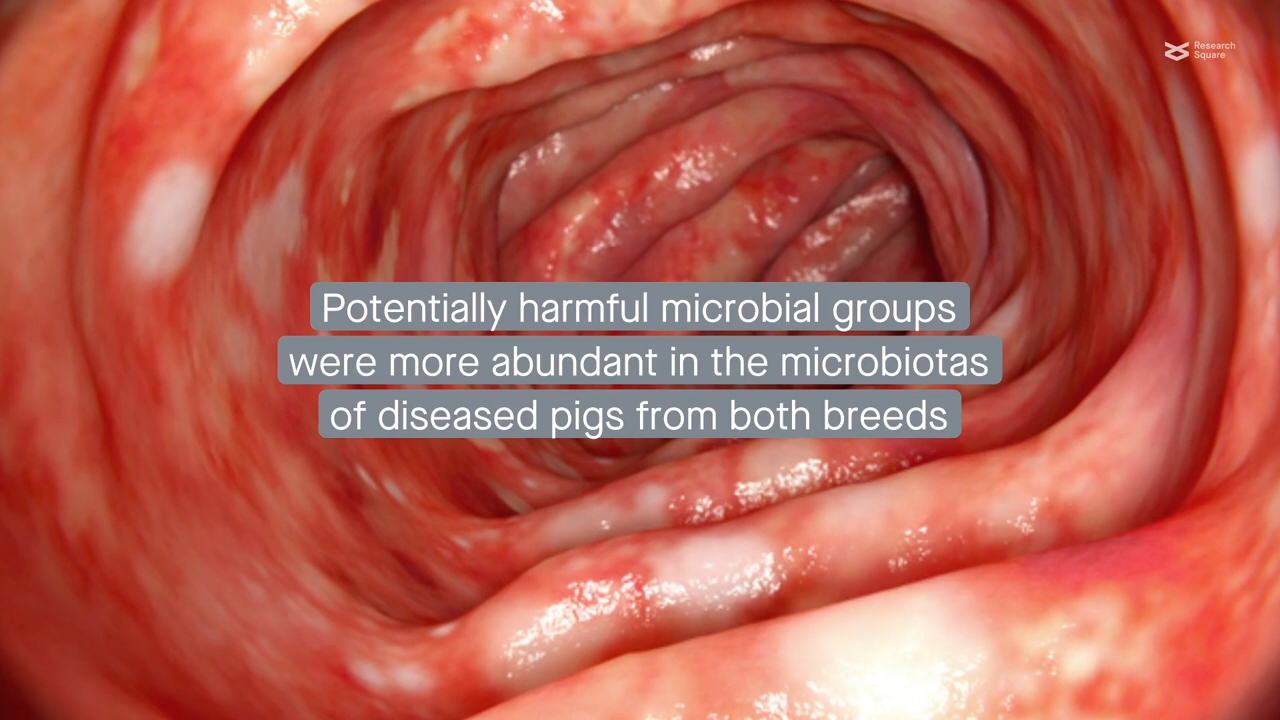 Research
Square
Potentially harmful microbial groups
were more abundant in the microbiotas
of diseased pigs from both breeds